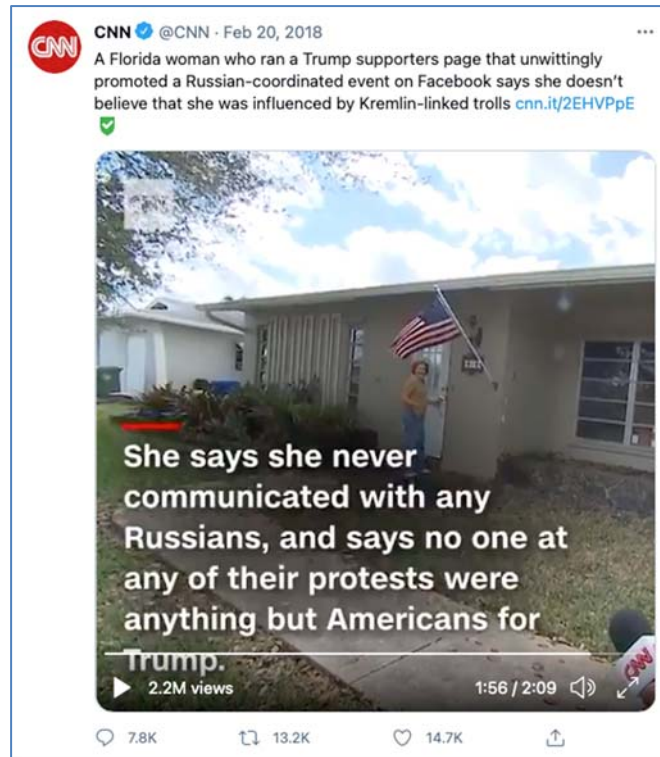 CNN
CNN @CNN · Feb 20, 2018
A Florida woman who ran a Trump supporters page that unwittingly
promoted a Russian-coordinated event on Facebook says she doesn't
believe that she was influenced by Kremlin-linked trolls cnn.it/2EHVPpE
CNN
She says she never
communicated with any
Russians, and says no one at
any of their protests were
anything but Americans for
Trump.
CNN
2.2M views 1:56 / 2:09
7.8K 13.2K 14.7K